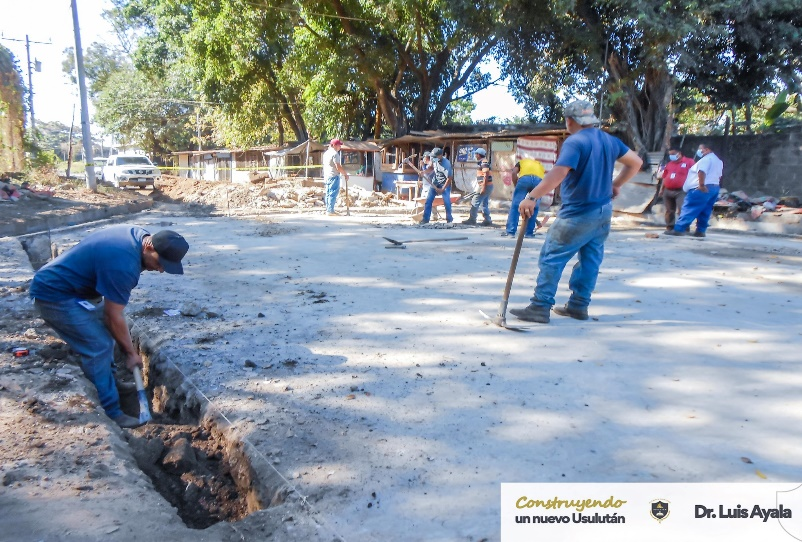 Construyendo
un nuevo Usulután
Dr. Luis Ayala